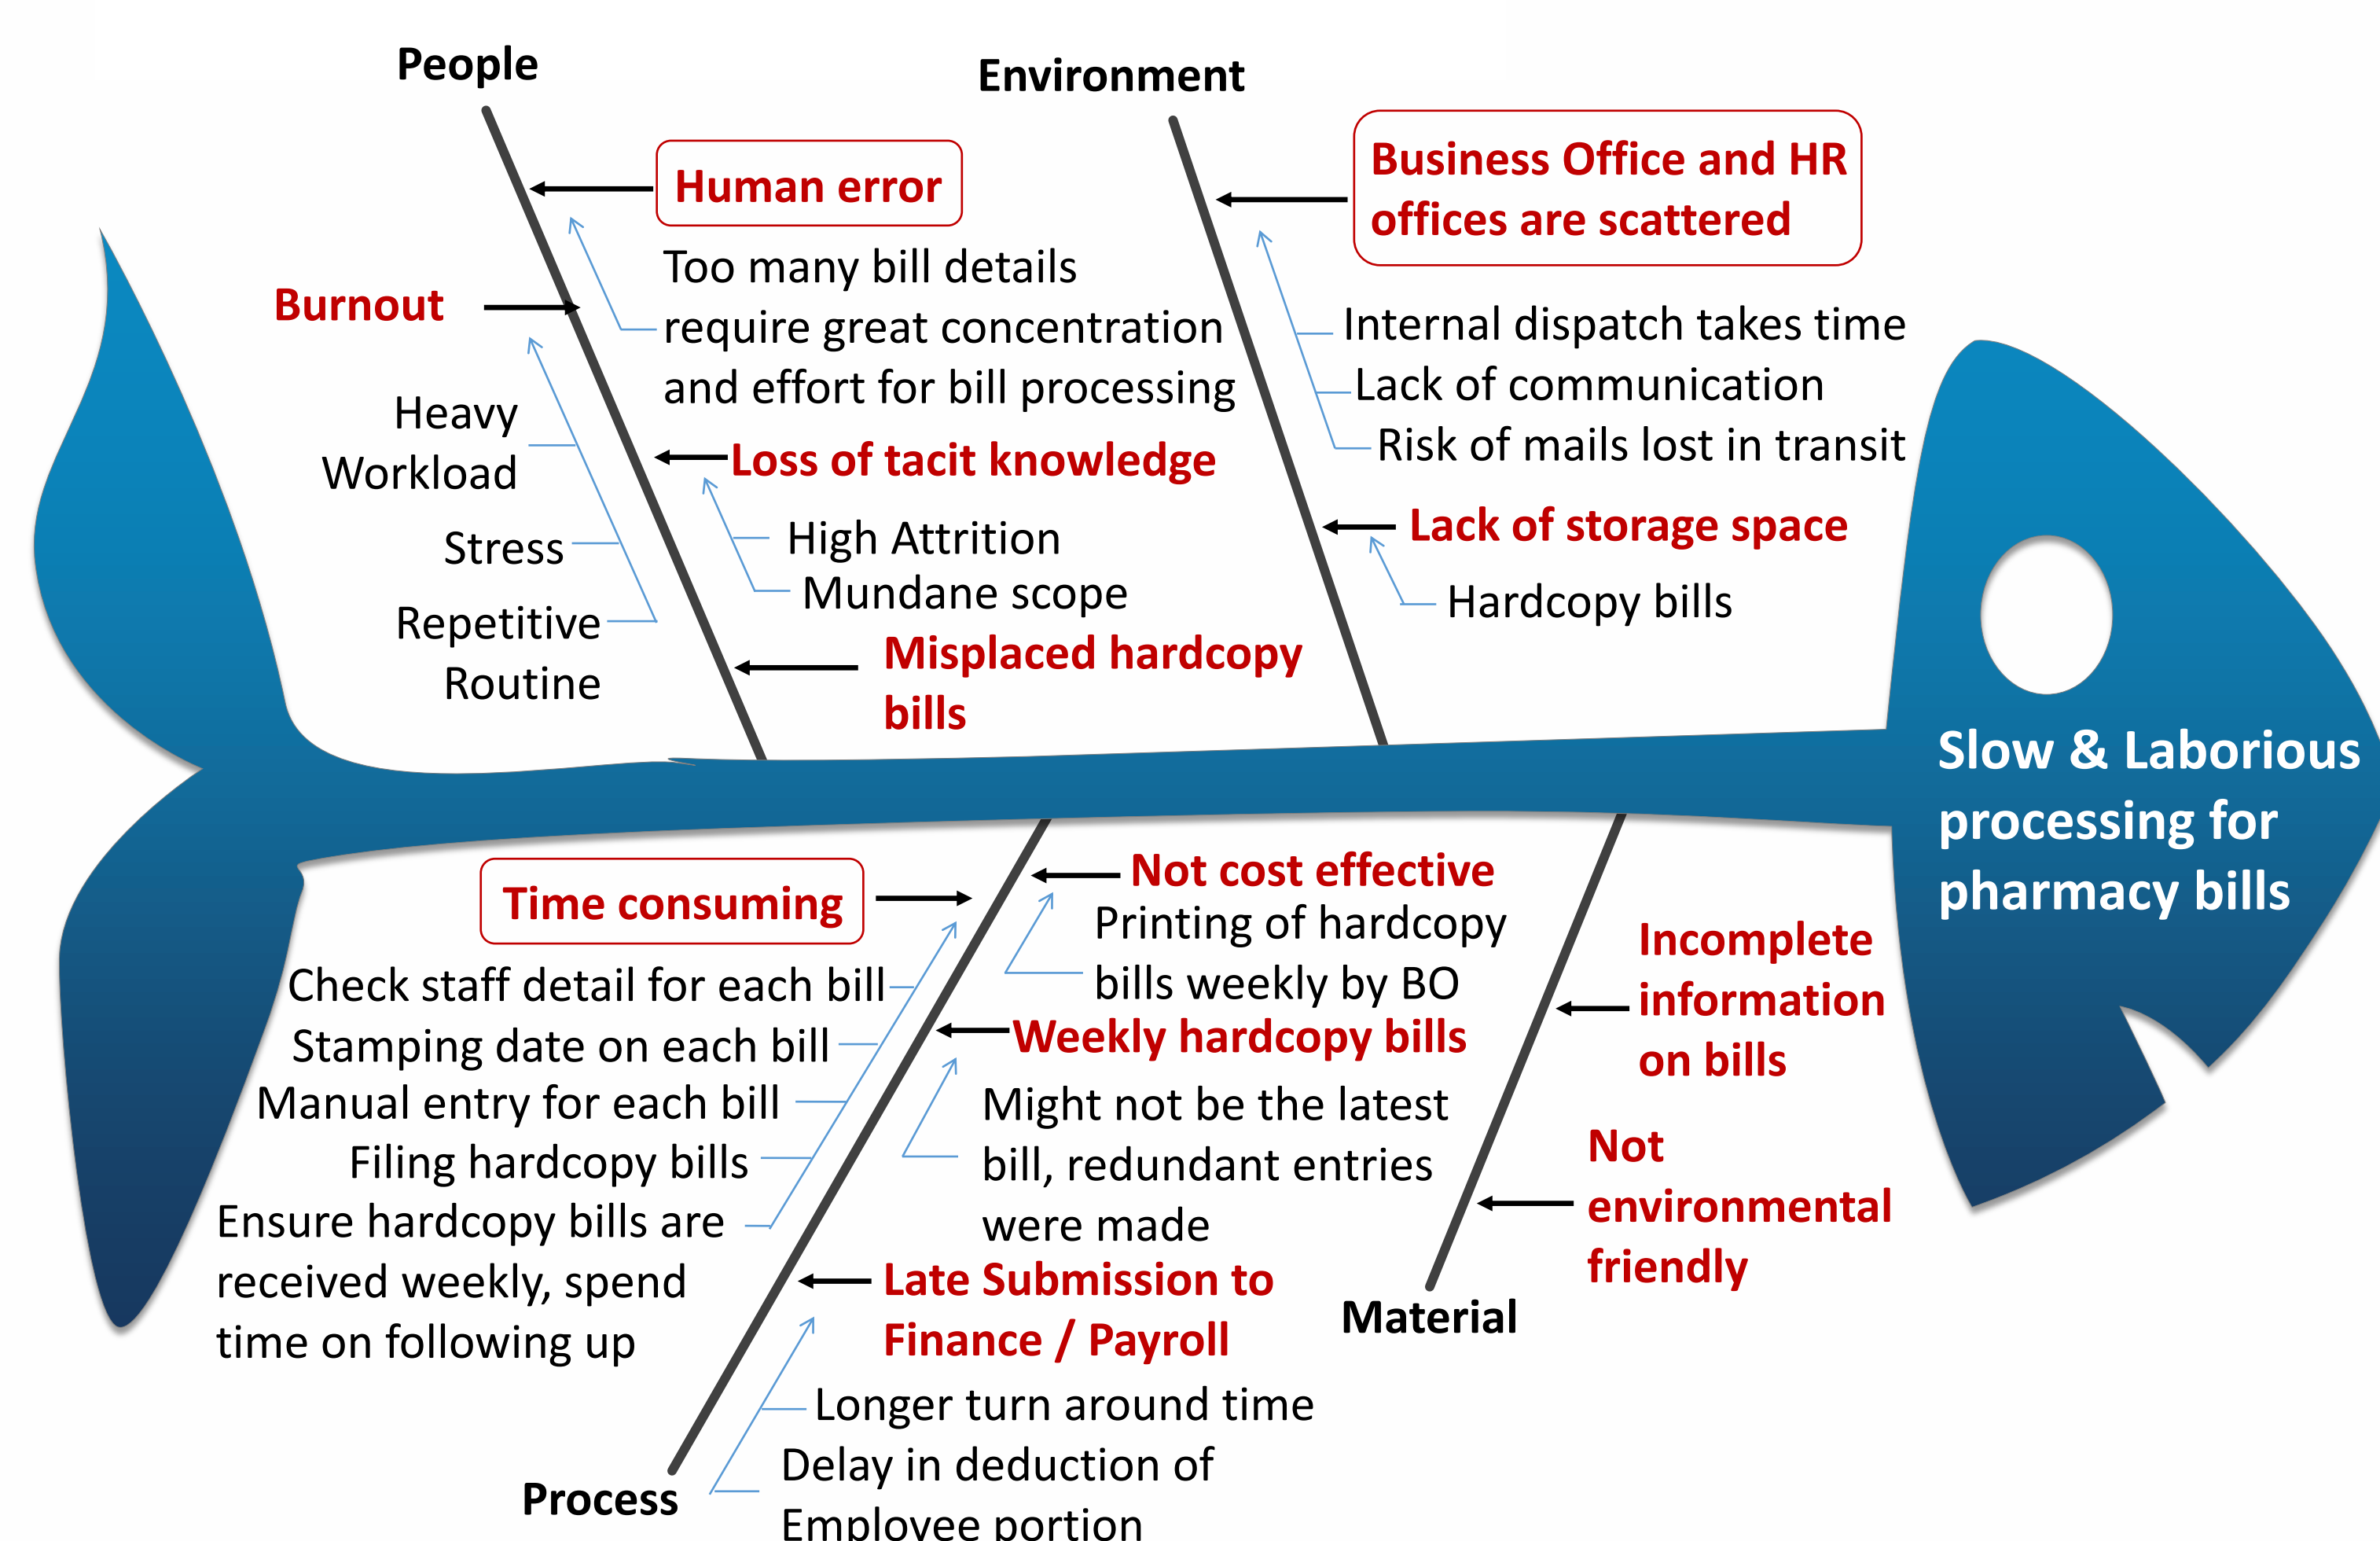 People
Human error
Too many bill details
require great concentration
and effort for bill processing
Burnout
Heavy
Workload
Stress
Repetitive
Routine
Loss of tacit knowledge
High Attrition
Mundane scope
Misplaced hardcopy
bills
Environment
Business Office and HR
offices are scattered
Internal dispatch takes time
Lack of communication
Risk of mails lost in transit
Lack of storage space
Hardcopy bills
Slow & Laborious
processing for
pharmacy bills
Time consuming
Check staff detail for each bill
Stamping date on each bill
Manual entry for each bill
Filing hardcopy bills
Ensure hardcopy bills are
received weekly, spend
time on following up
Not cost effective
Printing of hardcopy
bills weekly by BO
Weekly hardcopy bills
Might not be the latest
bill, redundant entries
were made
Late Submission to
Finance / Payroll
Longer turn around time
Delay in deduction of
Employee portion
Process
Incomplete
information
on bills
Not
environmental
friendly
Material